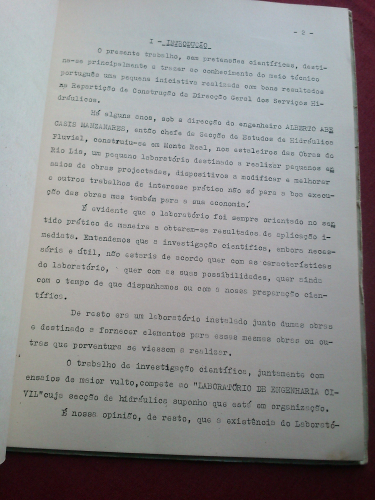 - 2 -
I - INTRODUÇÃO
O presente trabalho, sem pretensões científicas, desti-
na-se principalmente a trazer ao conhecimento do meio técnico
português uma pequena iniciativa realizada com bons resultados
na Repartição de Construção da Direcção Geral dos Serviços Hi-
dráulicos.
Há alguns anos, sob a direcção do engenheiro ALBERTO ABE
CASIS MANZANARES, então chefe da Secção de Estudos de Hidráulica
Fluvial, construiu-se em Monte Real, nos estaleiros das Obras do
Rio Lis, um pequeno laboratório destinado a realizar pequenos en
saios de obras projectadas, dispositivos a modificar e melhorar
e outros trabalhos de interesse prático não só para a boa execu-
ção das obras mas também para a sua economia.
É evidente que o laboratório foi sempre orientado no sen
tido prático de maneira a obterem-se resultados de aplicação i-
mediata. Entendemos que a investigação científica, embora neces-
sária e útil, não estaria de acordo quer com as características
do laboratório, quer com as suas possibilidades, quer ainda
com o tempo de que dispunhamos ou com a nossa preparação cien-
tífica.
De resto era um laboratório instalado junto dumas obras
e destinado a fornecer elementos para essas mesmas obras ou ou-
tras que porventura se viessem a realizar.
O trabalho de investigação científica, juntamente com
ensaios de maior vulto, compete ao "LABORATÓRIO DE ENGENHARIA CI-
VIL" cuja secção de hidráulica suponho que está em organização.
É nossa opinião, de resto, que a existência do Laborató-